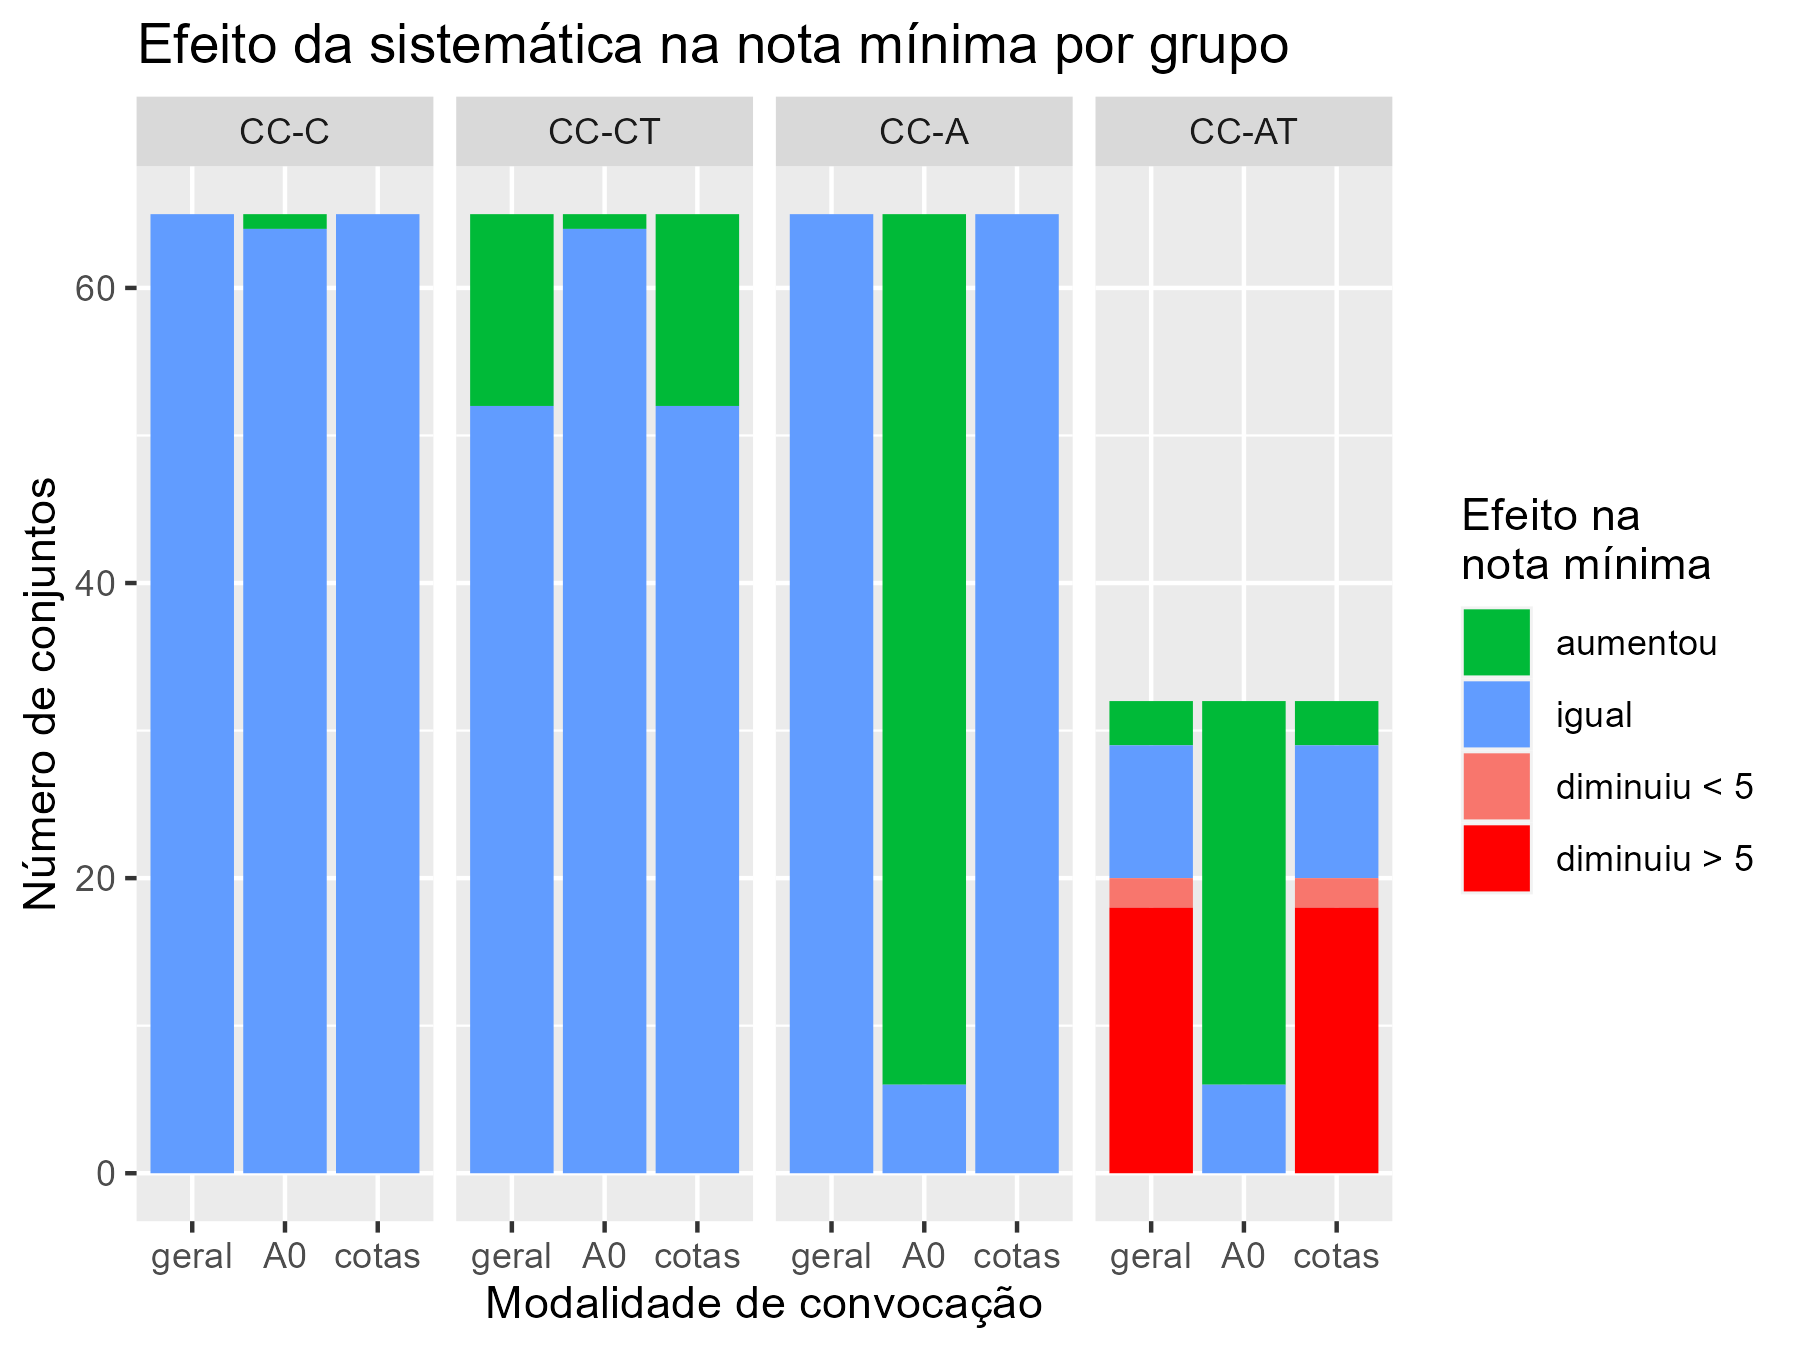 Efeito da sistemática na nota mínima por grupo
CC-C
CC-CT
CC-A
CC-AT
Número de conjuntos
60
40
20
0
geral A0 cotas
geral A0 cotas
geral A0 cotas
geral A0 cotas
Modalidade de convocação
Efeito na
nota mínima
aumentou
igual
diminuiu < 5
diminuiu > 5